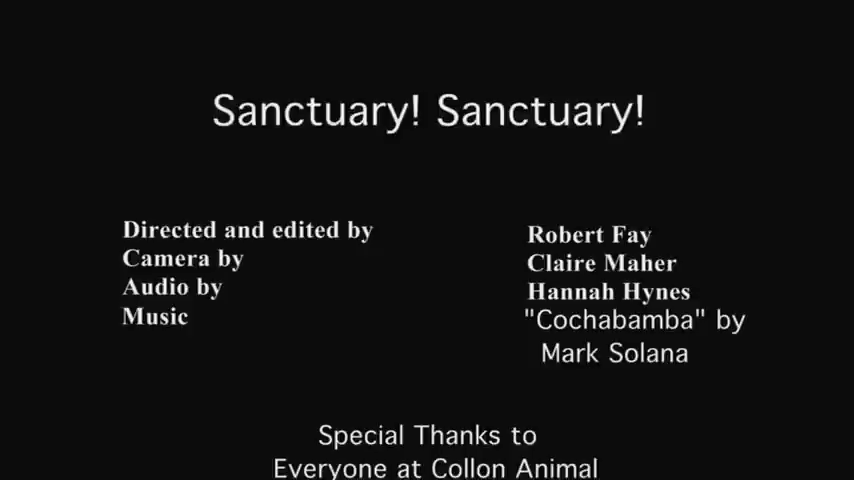 Sanctuary! Sanctuary!
Directed and edited by Robert Fay
Camera by Claire Maher
Audio by Hannah Hynes
Music "Cochabamba" by
Mark Solana
Special Thanks to
Everyone at Collon Animal